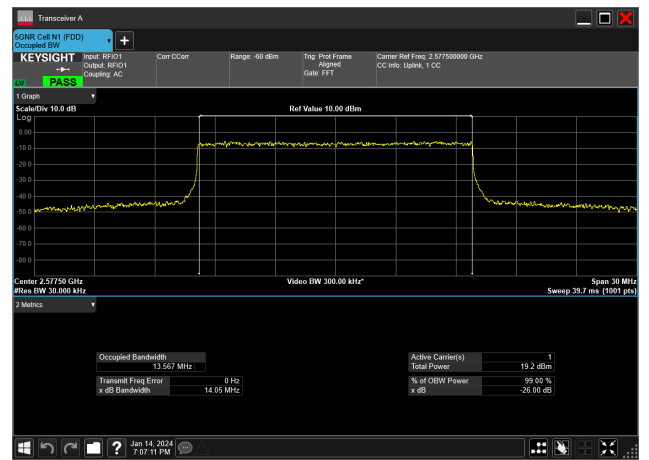 Transceiver A
5GNR Cell N1 (FDD)
Occupied BW
KEYSIGHT
PASS
Input: RFIO1
Output: RFIO1
Coupling: AC
Corr CCorr
Range: -60 dBm
Trig: Prot Frame
Aligned
Gate: FFT
Carrier Ref Freq: 2.577500000 GHz
CC Info: Uplink, 1 CC
1 Graph
Scale/Div 10.0 dB
Ref Value 10.00 dBm
Log
0.00
-10.0
-20.0
-30.0
-40.0
-50.0
-60.0
-70.0
-80.0
Center 2.57750 GHz
Video BW 300.00 kHz*
Span 30 MHz
#Res BW 30.000 kHz
Sweep 39.7 ms (1001 pts)
2 Metrics
Occupied Bandwidth
13.567 MHz
Transmit Freq Error 0 Hz
x dB Bandwidth 14.05 MHz
Active Carrier(s) 1
Total Power 19.2 dBm
% of OBW Power 99.00 %
x dB -26.00 dB
Jan 14, 2024
7:07:11 PM